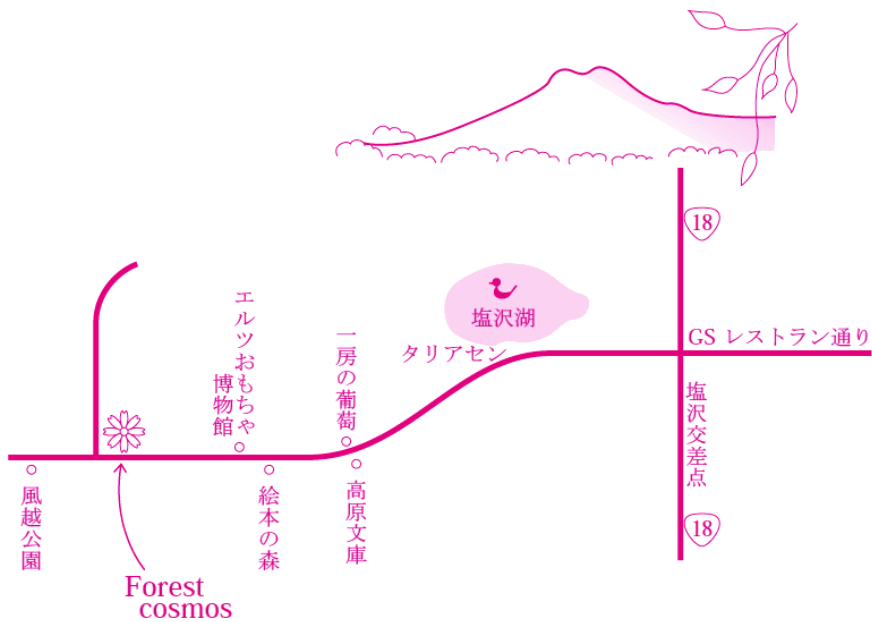 18
塩沢湖
タリアセン
GS レストラン通り
塩沢交差点
18
エルツおもちゃ
博物館
一房の葡萄
高原文庫
絵本の森
風越公園
Forest
cosmos